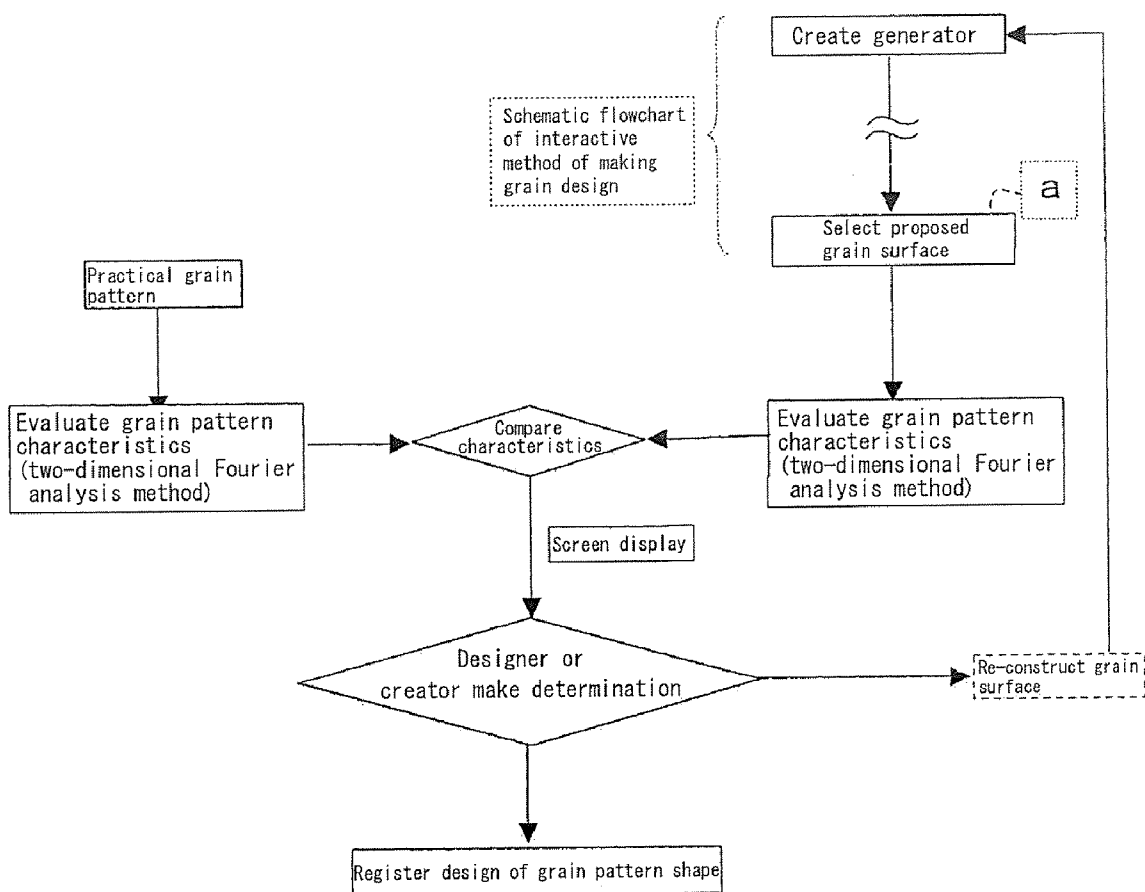 Create generator
Schematic flowchart
of interactive
method of making
grain design
a
Select proposed
grain surface
Practical grain
pattern
Evaluate grain pattern
characteristics
(two-dimensional Fourier
analysis method)
Compare
characteristics
Evaluate grain pattern
characteristics
(two-dimensional Fourier
analysis method)
Screen display
Designer or
creator make determination
Re-construct grain
surface
Register design of grain pattern shape